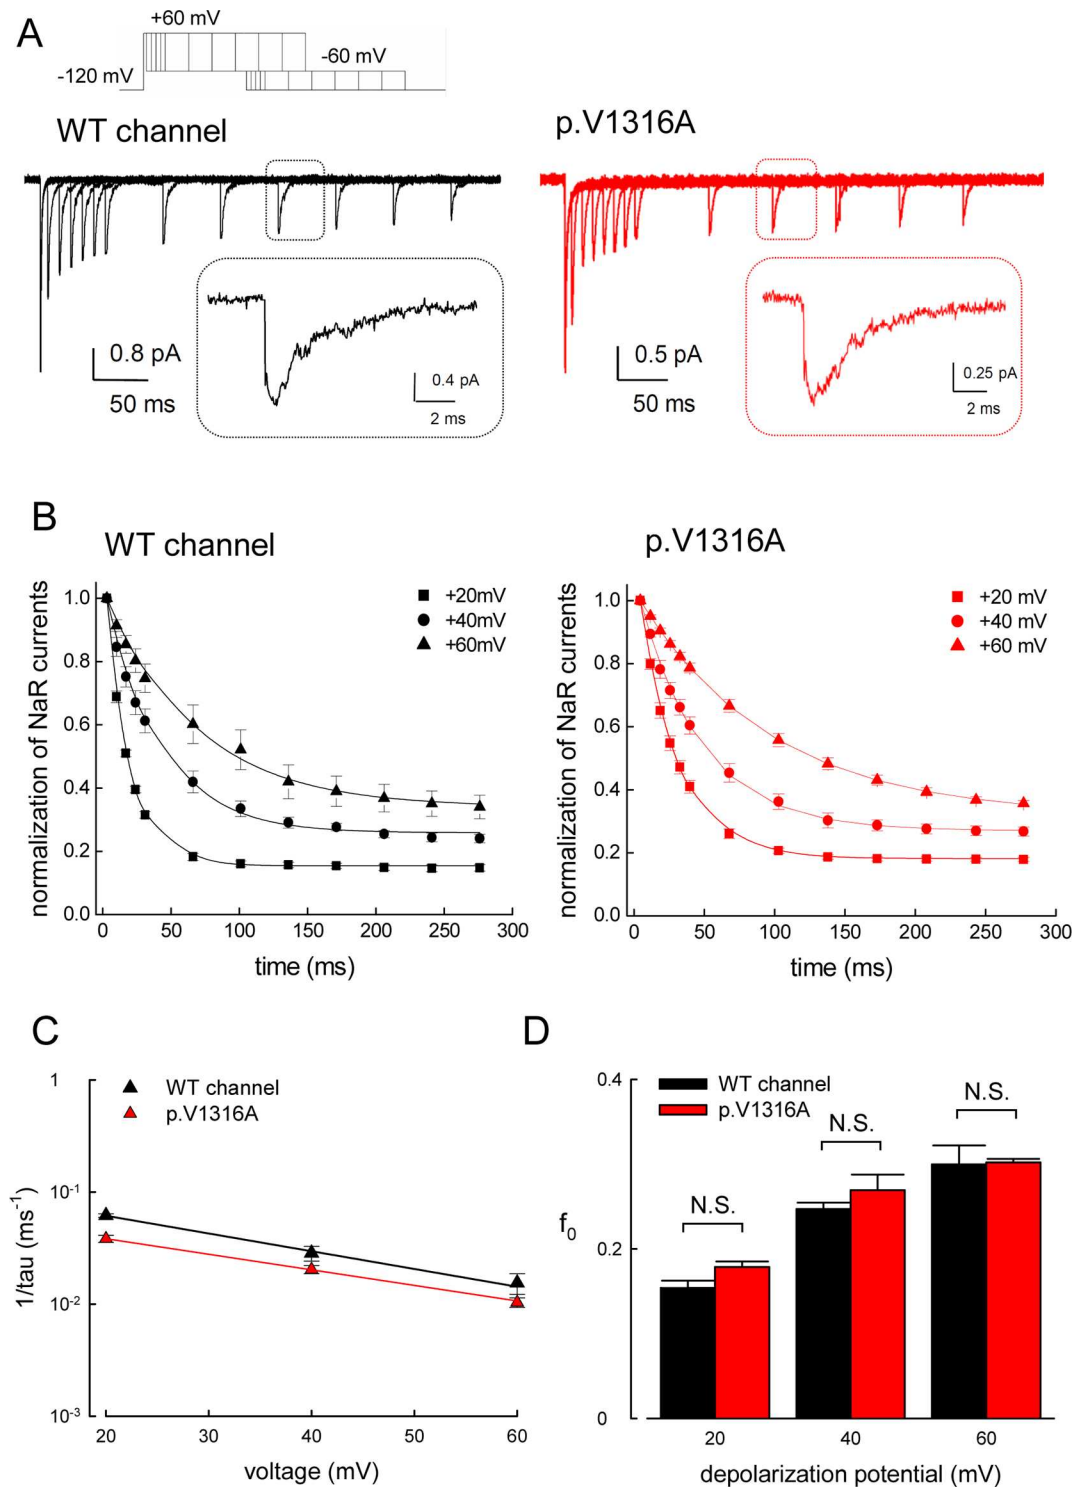 A
+60 mV
-60 mV
-120 mV
WT channel
p.V1316A
0.8 pA
50 ms
0.4 pA
2 ms
0.5 pA
50 ms
0.25 pA
2 ms
B
WT channel
p.V1316A
normalization of NaR currents
1.0
0.8
0.6
0.4
0.2
0.0
+20mV
+40mV
+60mV
0 50 100 150 200 250 300
time (ms)
normalization of NaR currents
1.0
0.8
0.6
0.4
0.2
0.0
+20 mV
+40 mV
+60 mV
0 50 100 150 200 250 300
time (ms)
C
1/tau (ms-1)
1
10-1
10-2
10-3
WT channel
p.V1316A
20 30 40 50 60
voltage (mV)
D
f0
0.4
0.2
0
WT channel
p.V1316A
N.S.
N.S.
N.S.
20 40 60
depolarization potential (mV)